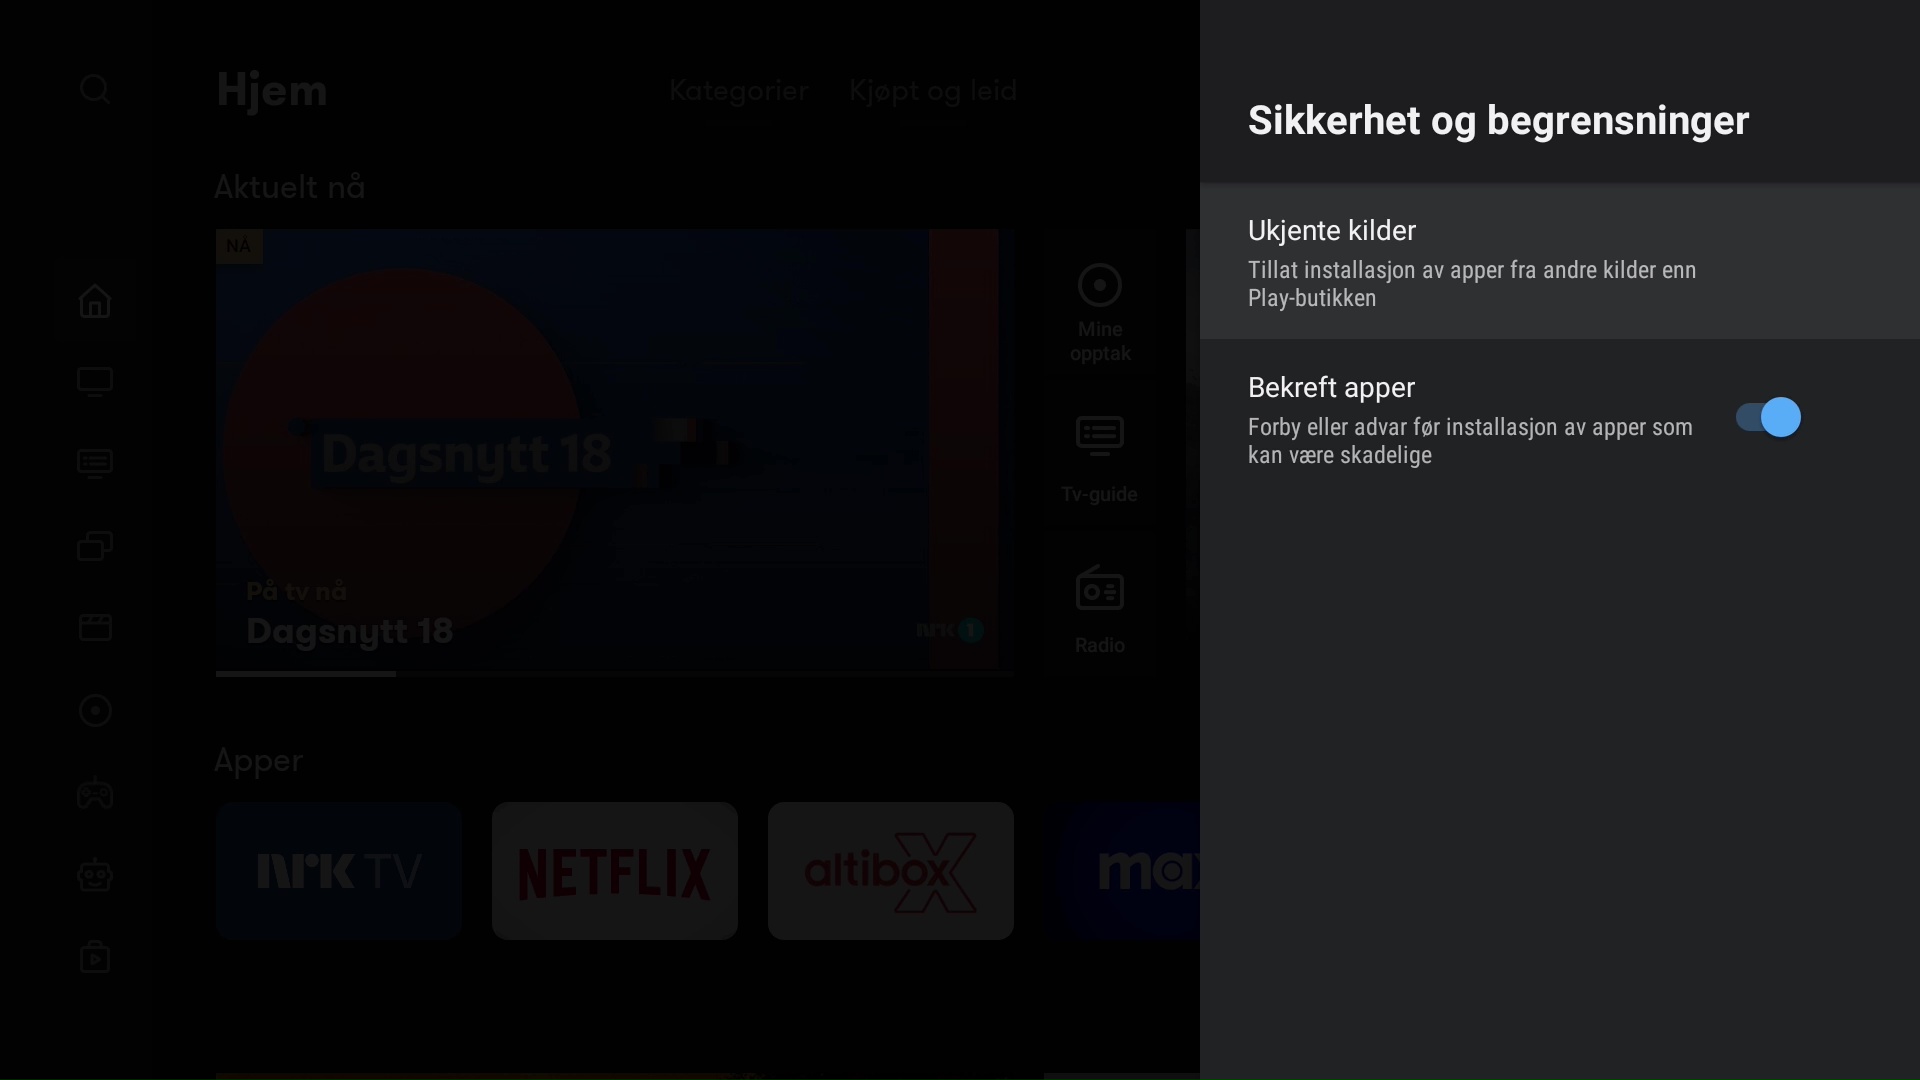 Hjem
Kategorier
Kjøpt og leid
Aktuelt nå
NÅ
Dagsnytt 18
På tv nå
Dagsnytt 18
nrk 1
Mine
opptak
Tv-guide
Radio
Apper
NRK TV
NETFLIX
altibox
max
Sikkerhet og begrensninger
Ukjente kilder
Tillat installasjon av apper fra andre kilder enn
Play-butikken
Bekreft apper
Forby eller advar før installasjon av apper som
kan være skadelige